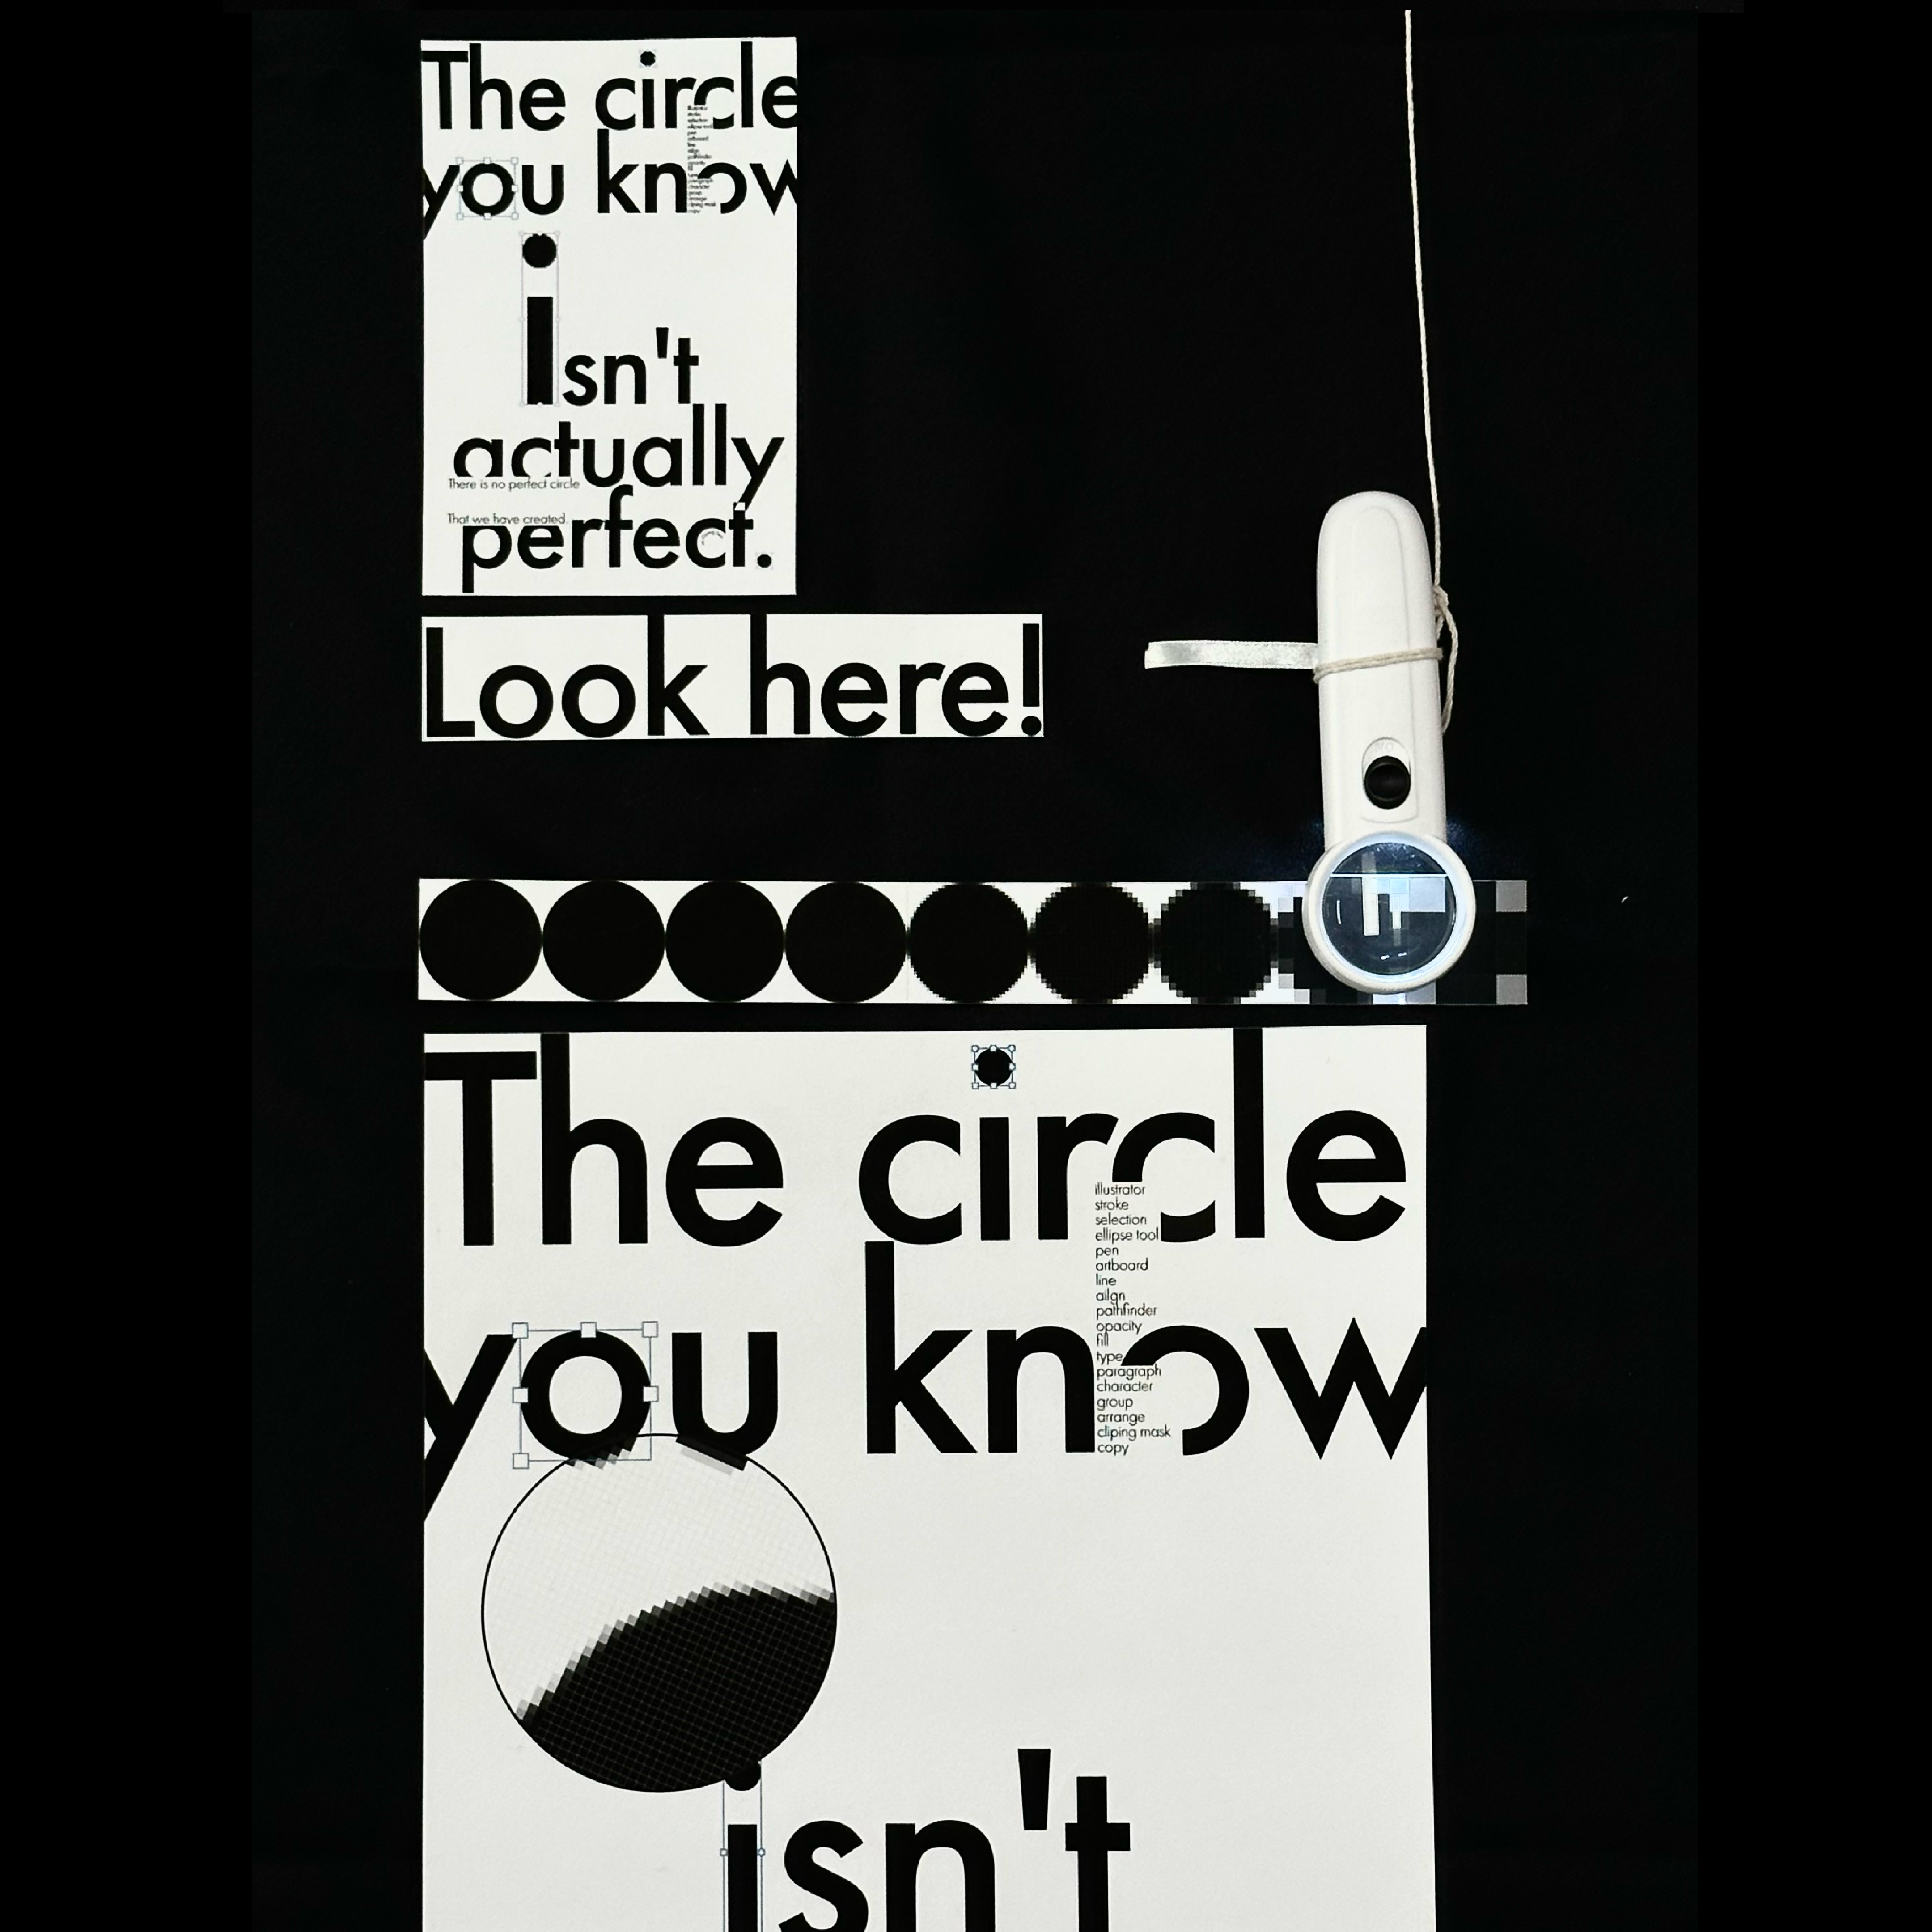 The circle
you know
isn't
actually
There is no perfect circle
That we have created.
perfect.
Look here!
The circle
illustrator
stroke
selection
ellipse tool
pen
artboard
line
ailgn
pathfinder
opacity
fill
type
paragraph
character
group
arrange
cliping mask
copy
you know
isn't